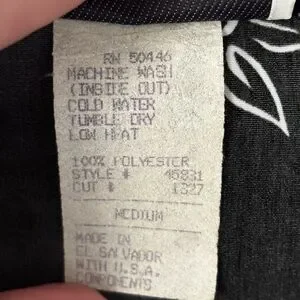 RN 50446
MACHINE WASH
(INSIDE OUT)
COLD WATER
TUMBLE DRY
LOW HEAT
100% POLYESTER
STYLE # 45831
CUT # 1327
MEDIUM
MADE IN
EL SALVADOR
WITH U.S.A.
COMPONENTS